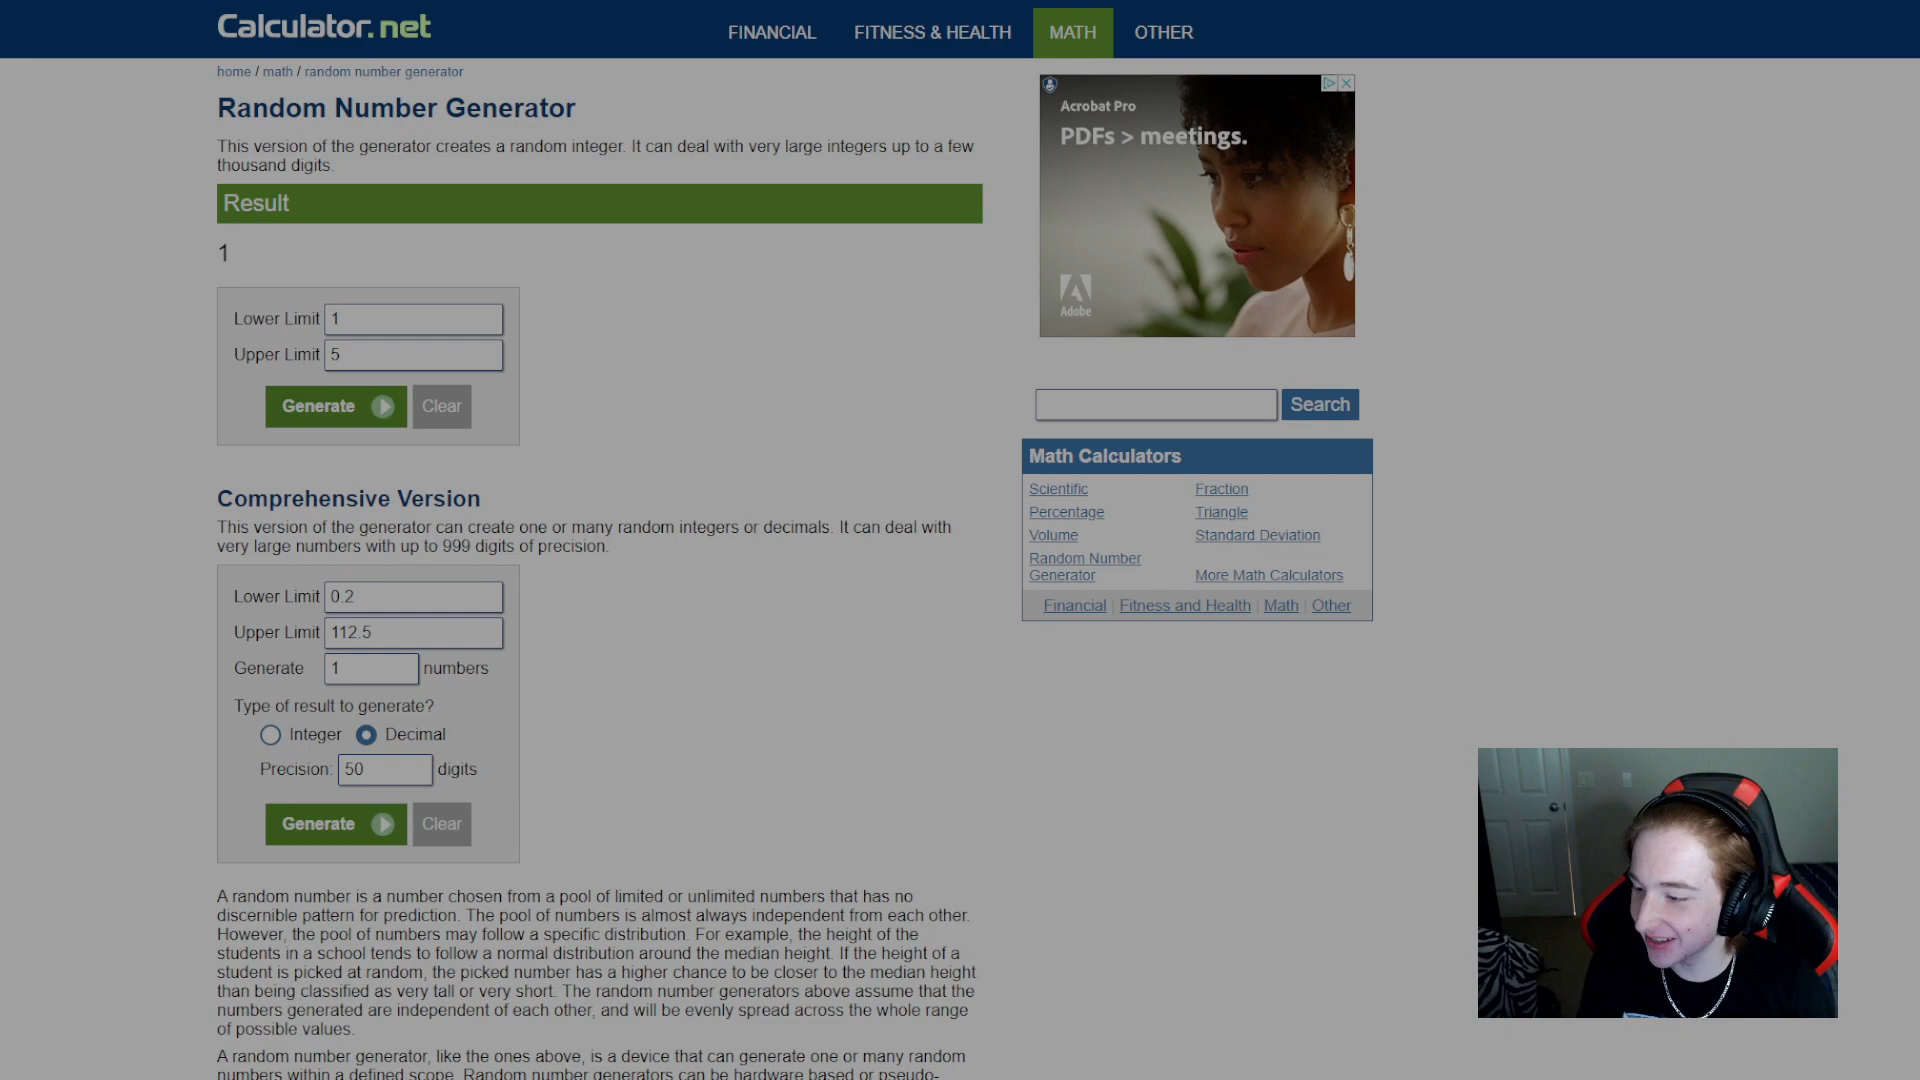 Calculator.net
FINANCIAL
FITNESS & HEALTH
MATH
OTHER
home / math / random number generator
Random Number Generator
This version of the generator creates a random integer. It can deal with very large integers up to a few
thousand digits.
Result
1
Lower Limit 1
Upper Limit 5
Generate
Clear
Comprehensive Version
This version of the generator can create one or many random integers or decimals. It can deal with
very large numbers with up to 999 digits of precision.
Lower Limit 0.2
Upper Limit 112.5
Generate 1 numbers
Type of result to generate?
Integer Decimal
Precision: 50 digits
Generate
Clear
A random number is a number chosen from a pool of limited or unlimited numbers that has no
discernible pattern for prediction. The pool of numbers is almost always independent from each other.
However, the pool of numbers may follow a specific distribution. For example, the height of the
students in a school tends to follow a normal distribution around the median height. If the height of a
student is picked at random, the picked number has a higher chance to be closer to the median height
than being classified as very tall or very short. The random number generators above assume that the
numbers generated are independent of each other, and will be evenly spread across the whole range
of possible values.
A random number generator, like the ones above, is a device that can generate one or many random
numbers within a defined scope. Random number generators can be hardware based or pseudo-
Acrobat Pro
PDFs > meetings.
Adobe
Search
Math Calculators
Scientific Fraction
Percentage Triangle
Volume Standard Deviation
Random Number
Generator More Math Calculators
Financial | Fitness and Health | Math | Other